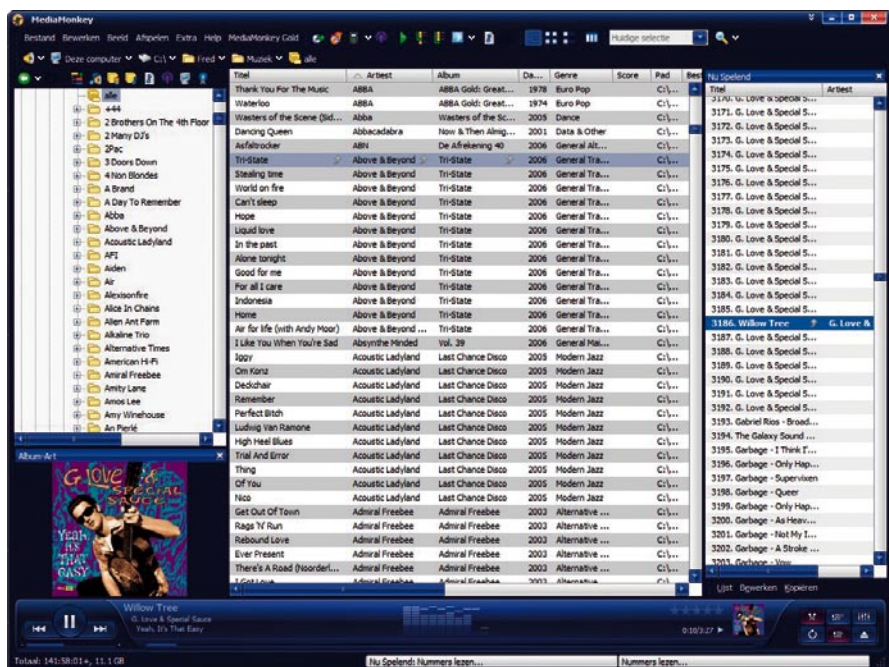 MediaMonkey
Bestand Bewerken Beeld Afspelen Extra Help MediaMonkey Gold
Huidige selectie
Deze computer C:\ Fred Muziek alle
alle
+44
2 Brothers On The 4th Floor
2 Many DJ's
2Pac
3 Doors Down
4 Non Blondes
A Brand
A Day To Remember
Abba
Above & Beyond
Acoustic Ladyland
AFI
Aiden
Air
Alexisonfire
Alice In Chains
Alien Ant Farm
Alkaline Trio
Alternative Times
American Hi-Fi
Amiral Freebee
Amity Lane
Amos Lee
Amy Winehouse
An Pierlé
Album-Art
G. LOVE & SPECIAL SAUCE
YEAH, IT'S THAT EASY
Titel Artiest Album Da... Genre Score Pad Best
Thank You For The Music ABBA ABBA Gold: Great... 1978 Euro Pop C:\...
Waterloo ABBA ABBA Gold: Great... 1974 Euro Pop C:\...
Wasters of the Scene (Sid... Abba Wasters of the Sc... 2005 Dance C:\...
Dancing Queen Abbacadabra Now & Then Almig... 2001 Data & Other C:\...
Asfaltrocker ABN De Afrekening 40 2006 General Alt... C:\...
Tri-State Above & Beyond Tri-State 2006 General Tra... C:\...
Stealing time Above & Beyond Tri-State 2006 General Tra... C:\...
World on fire Above & Beyond Tri-State 2006 General Tra... C:\...
Can't sleep Above & Beyond Tri-State 2006 General Tra... C:\...
Hope Above & Beyond Tri-State 2006 General Tra... C:\...
Liquid love Above & Beyond Tri-State 2006 General Tra... C:\...
In the past Above & Beyond Tri-State 2006 General Tra... C:\...
Alone tonight Above & Beyond Tri-State 2006 General Tra... C:\...
Good for me Above & Beyond Tri-State 2006 General Tra... C:\...
For all I care Above & Beyond Tri-State 2006 General Tra... C:\...
Indonesia Above & Beyond Tri-State 2006 General Tra... C:\...
Home Above & Beyond Tri-State 2006 General Tra... C:\...
Air for life (with Andy Moor) Above & Beyond ... Tri-State 2006 General Tra... C:\...
I Like You When You're Sad Absynthe Minded Vol. 39 2006 General Mai... C:\...
Iggy Acoustic Ladyland Last Chance Disco 2005 Modern Jazz C:\...
Om Konz Acoustic Ladyland Last Chance Disco 2005 Modern Jazz C:\...
Deckchair Acoustic Ladyland Last Chance Disco 2005 Modern Jazz C:\...
Remember Acoustic Ladyland Last Chance Disco 2005 Modern Jazz C:\...
Perfect Bitch Acoustic Ladyland Last Chance Disco 2005 Modern Jazz C:\...
Ludwig Van Ramone Acoustic Ladyland Last Chance Disco 2005 Modern Jazz C:\...
High Heel Blues Acoustic Ladyland Last Chance Disco 2005 Modern Jazz C:\...
Trial And Error Acoustic Ladyland Last Chance Disco 2005 Modern Jazz C:\...
Thing Acoustic Ladyland Last Chance Disco 2005 Modern Jazz C:\...
Of You Acoustic Ladyland Last Chance Disco 2005 Modern Jazz C:\...
Nico Acoustic Ladyland Last Chance Disco 2005 Modern Jazz C:\...
Get Out Of Town Admiral Freebee Admiral Freebee 2003 Alternative ... C:\...
Rags 'N' Run Admiral Freebee Admiral Freebee 2003 Alternative ... C:\...
Rebound Love Admiral Freebee Admiral Freebee 2003 Alternative ... C:\...
Ever Present Admiral Freebee Admiral Freebee 2003 Alternative ... C:\...
There's A Road (Noorderl... Admiral Freebee Admiral Freebee 2003 Alternative ... C:\...
I Got Love Admiral Freebee Admiral Freebee 2003 Alternative C:\
Nu Spelend
Titel Artiest
3170. G. Love & Special S...
3171. G. Love & Special S...
3172. G. Love & Special S...
3173. G. Love & Special S...
3174. G. Love & Special S...
3175. G. Love & Special S...
3176. G. Love & Special S...
3177. G. Love & Special S...
3178. G. Love & Special S...
3179. G. Love & Special S...
3180. G. Love & Special S...
3181. G. Love & Special S...
3182. G. Love & Special S...
3183. G. Love & Special S...
3184. G. Love & Special S...
3185. G. Love & Special S...
3186. Willow Tree G. Love &
3187. G. Love & Special S...
3188. G. Love & Special S...
3189. G. Love & Special S...
3190. G. Love & Special S...
3191. G. Love & Special S...
3192. G. Love & Special S...
3193. Gabriel Rios - Broad...
3194. The Galaxy Sound ...
3195. Garbage - I Think I'...
3196. Garbage - Only Hap...
3197. Garbage - Supervixen
3198. Garbage - Queer
3199. Garbage - Only Hap...
3200. Garbage - As Heav...
3201. Garbage - Not My I...
3202. Garbage - A Stroke ...
3203. Garbage - Vow
Lijst Bewerken Kopiëren
Willow Tree
G. Love & Special Sauce
Yeah, It's That Easy
0:10/3:27
Totaal: 141:58:01+, 11.1 GB
Nu Spelend: Nummers lezen...
Nummers lezen...